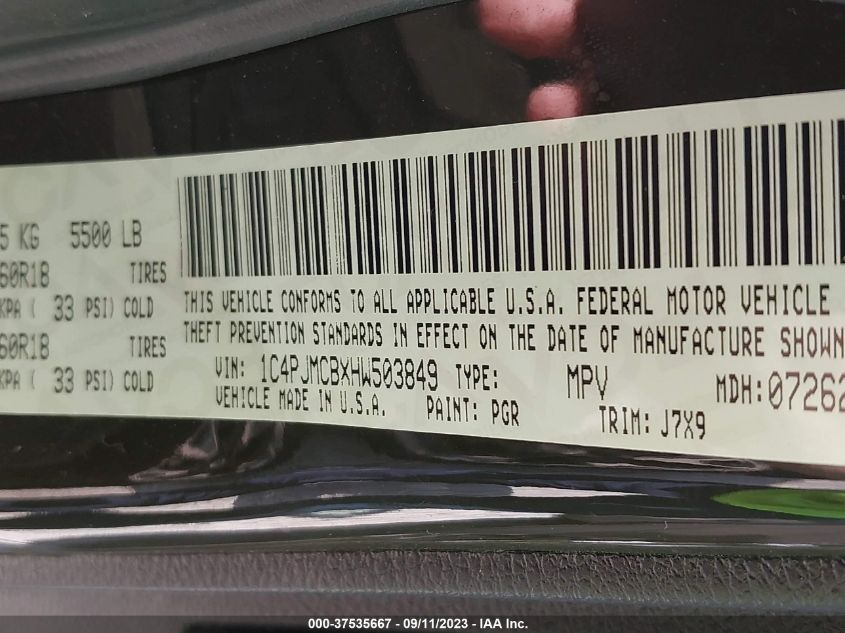 5 KG 5500 LB
60R18 TIRES
KPA ( 33 PSI) COLD
60R18 TIRES
KPA ( 33 PSI) COLD
THIS VEHICLE CONFORMS TO ALL APPLICABLE U.S.A. FEDERAL MOTOR VEHICLE
THEFT PREVENTION STANDARDS IN EFFECT ON THE DATE OF MANUFACTURE SHOWN
VIN: 1C4PJMCBXHW503849 TYPE: MPV MDH: 07262
VEHICLE MADE IN U.S.A. PAINT: PGR TRIM: J7X9
000-37535667 - 09/11/2023 - IAA Inc.